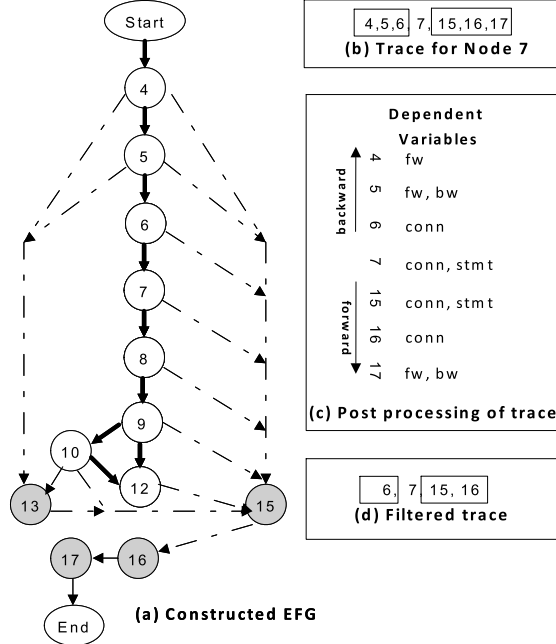 Start
4
5
6
7
8
9
10
12
13
15
17
16
End
(a) Constructed EFG
4,5,6, 7, 15,16,17
(b) Trace for Node 7
Dependent
Variables
backward
forward
4 fw
5 fw, bw
6 conn
7 conn, stmt
15 conn, stmt
16 conn
17 fw, bw
(c) Post processing of trace
6, 7, 15, 16
(d) Filtered trace